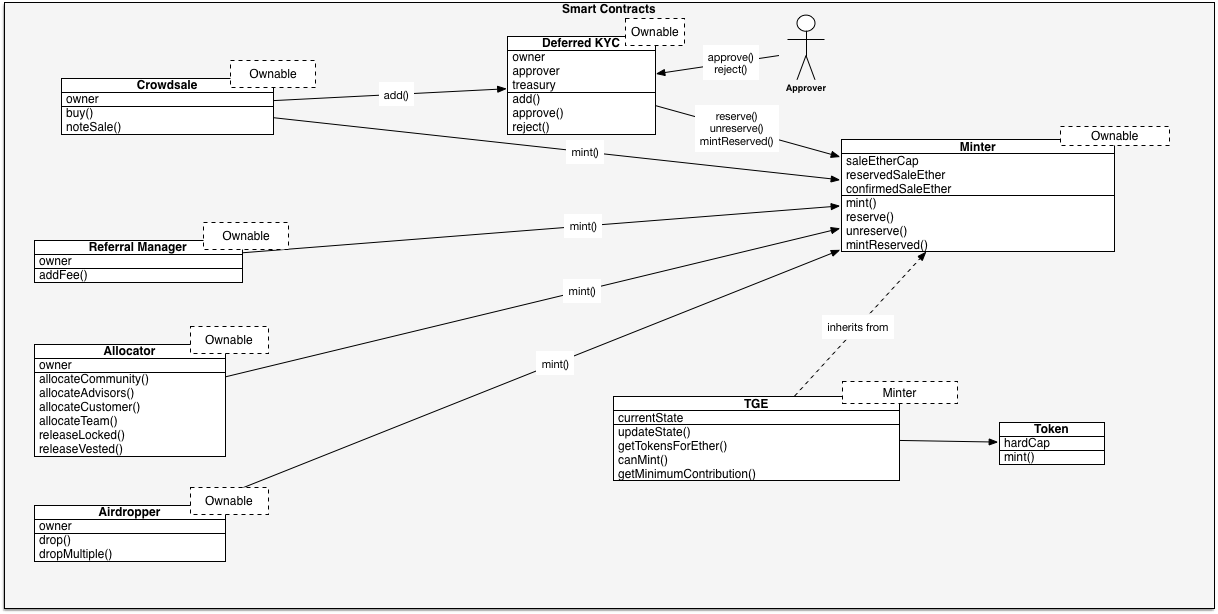 Smart Contracts
Ownable
Deferred KYC
owner
approver
treasury
add()
approve()
reject()
approve()
reject()
Approver
Ownable
Crowdsale
owner
buy()
noteSale()
add()
mint()
reserve()
unreserve()
mintReserved()
Ownable
Minter
saleEtherCap
reservedSaleEther
confirmedSaleEther
mint()
reserve()
unreserve()
mintReserved()
Ownable
Referral Manager
owner
addFee()
mint()
Ownable
Allocator
owner
allocateCommunity()
allocateAdvisors()
allocateCustomer()
allocateTeam()
releaseLocked()
releaseVested()
mint()
mint()
inherits from
Minter
TGE
currentState
updateState()
getTokensForEther()
canMint()
getMinimumContribution()
Token
hardCap
mint()
Ownable
Airdropper
owner
drop()
dropMultiple()